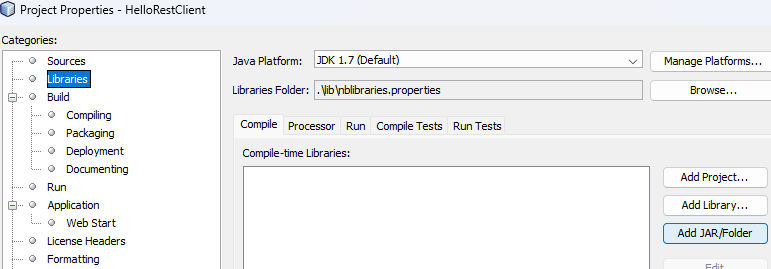 Project Properties - HelloRestClient
Categories:
Sources
Libraries
Build
Compiling
Packaging
Deployment
Documenting
Run
Application
Web Start
License Headers
Formatting
Java Platform: JDK 1.7 (Default) Manage Platforms...
Libraries Folder: .\lib\nblibraries.properties Browse...
Compile Processor Run Compile Tests Run Tests
Compile-time Libraries:
Add Project...
Add Library...
Add JAR/Folder
Edit